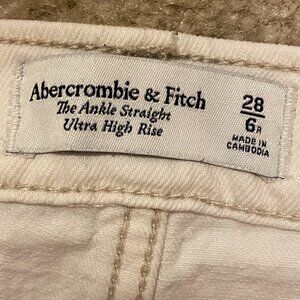 Abercrombie & Fitch
The Ankle Straight
Ultra High Rise
28
6R
MADE IN
CAMBODIA